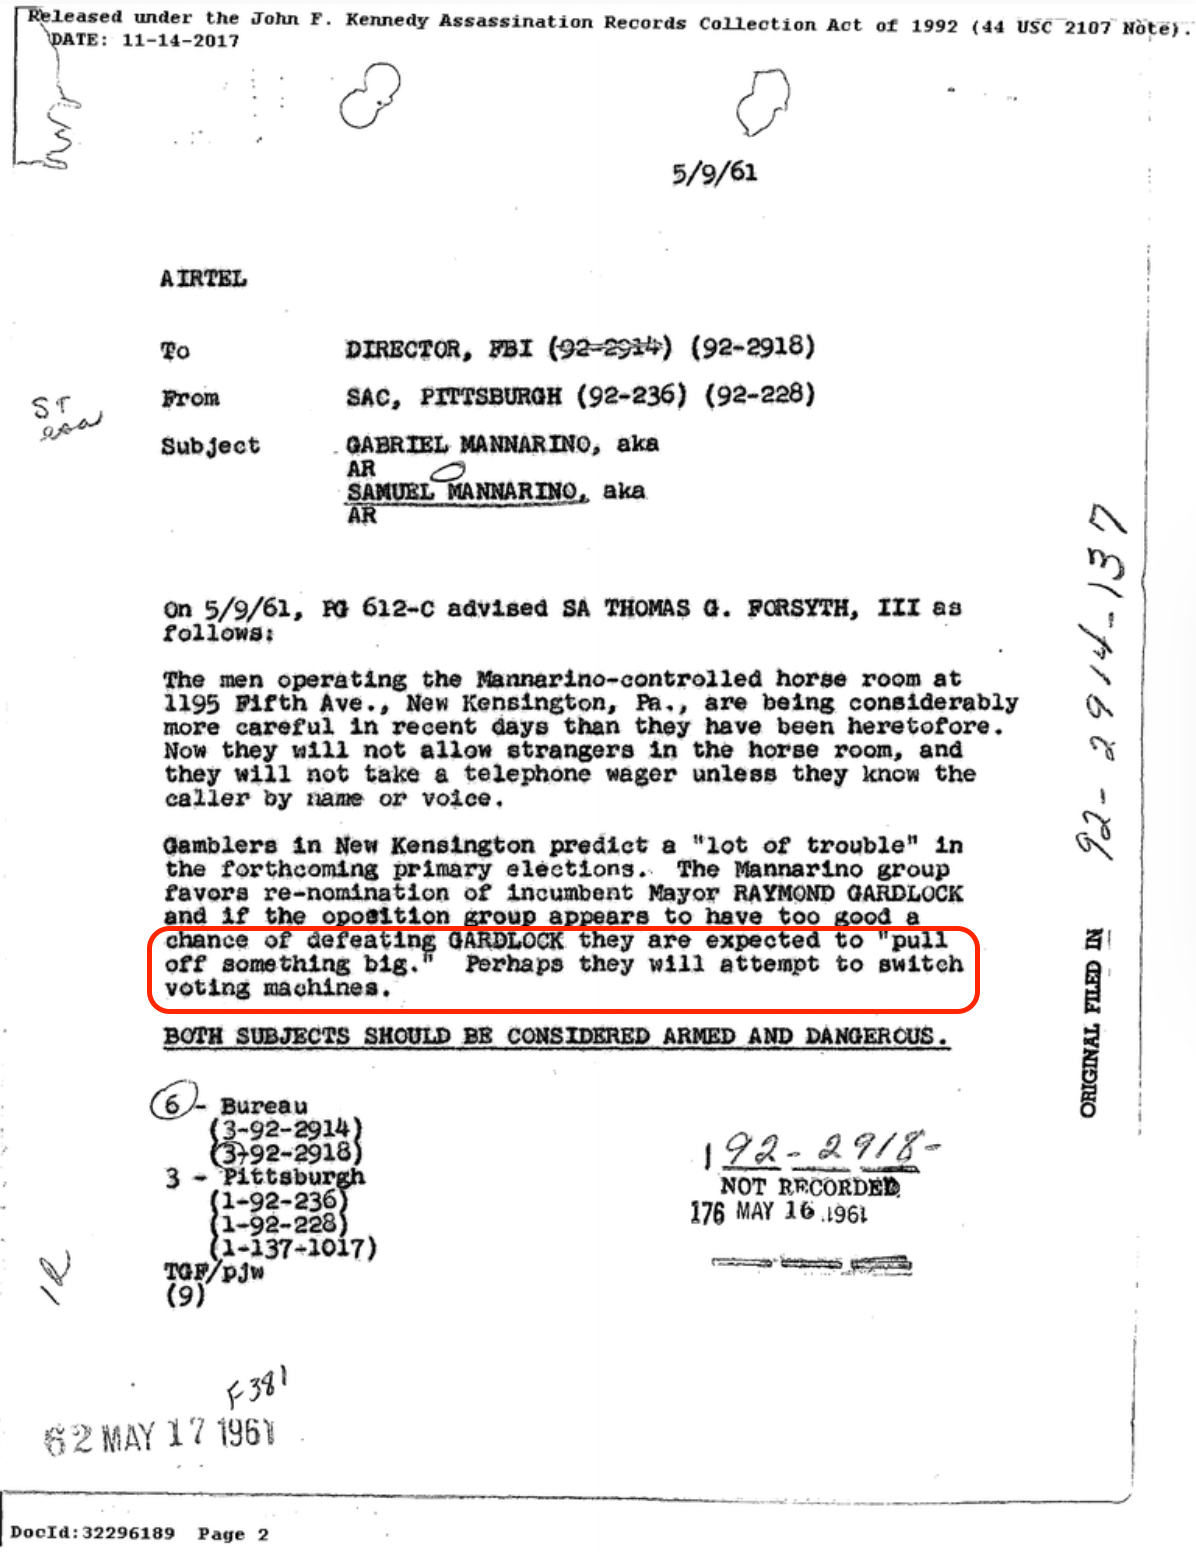 Released under the John F. Kennedy Assassination Records Collection Act of 1992 (44 USC 2107 Note).
DATE: 11-14-2017
5/9/61
AIRTEL
To DIRECTOR, FBI (92-2914) (92-2918)
From SAC, PITTSBURGH (92-236) (92-228)
ST
Subject GABRIEL MANNARINO, aka
AR
SAMUEL MANNARINO, aka
AR
On 5/9/61, PG 612-C advised SA THOMAS G. FORSYTH, III as
follows:
The men operating the Mannarino-controlled horse room at
1195 Fifth Ave., New Kensington, Pa., are being considerably
more careful in recent days than they have been heretofore.
Now they will not allow strangers in the horse room, and
they will not take a telephone wager unless they know the
caller by name or voice.
Gamblers in New Kensington predict a "lot of trouble" in
the forthcoming primary elections. The Mannarino group
favors re-nomination of incumbent Mayor RAYMOND GARDLOCK
and if the oposition group appears to have too good a
chance of defeating GARDLOCK they are expected to "pull
off something big." Perhaps they will attempt to switch
voting machines.
BOTH SUBJECTS SHOULD BE CONSIDERED ARMED AND DANGEROUS.
6 - Bureau
(3-92-2914)
(3-92-2918)
3 - Pittsburgh
(1-92-236)
(1-92-228)
(1-137-1017)
TGF/pjw
(9)
192-2918-
NOT RECORDED
176 MAY 16 1961
ORIGINAL FILED IN 92-2914-137
F381
62 MAY 17 1961
DocId:32296189 Page 2